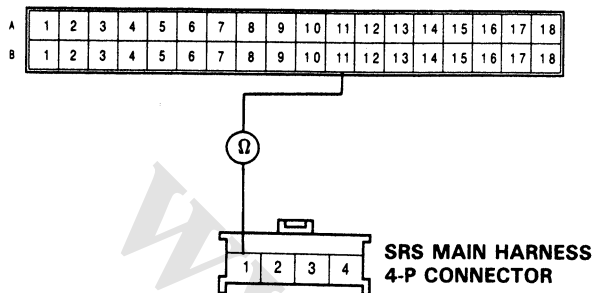 A 1 2 3 4 5 6 7 8 9 10 11 12 13 14 15 16 17 18
B 1 2 3 4 5 6 7 8 9 10 11 12 13 14 15 16 17 18
Ω
1 2 3 4
SRS MAIN HARNESS
4-P CONNECTOR